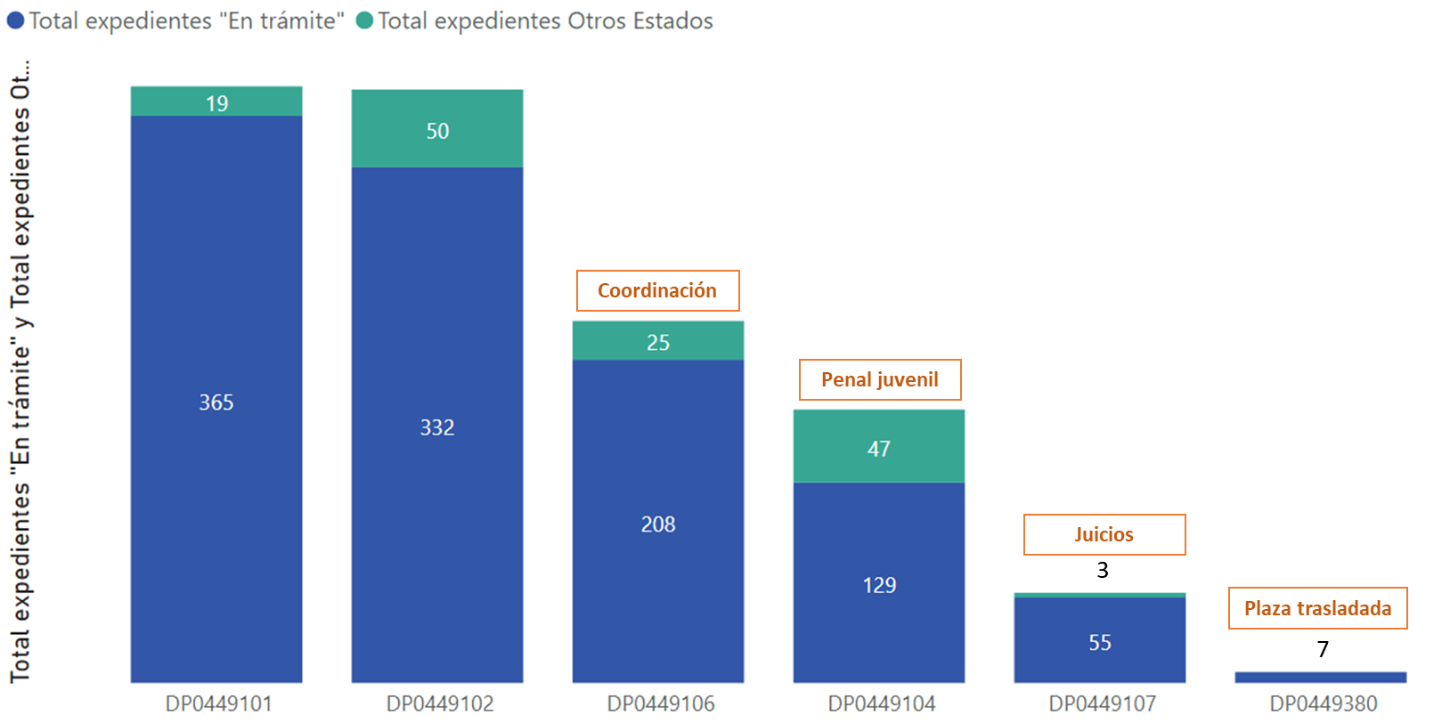 Total expedientes "En trámite" Total expedientes Otros Estados
Total expedientes "En trámite" y Total expedientes Ot...
19
365
50
332
Coordinación
25
208
Penal juvenil
47
129
Juicios
3
55
Plaza trasladada
7
DP0449101 DP0449102 DP0449106 DP0449104 DP0449107 DP0449380